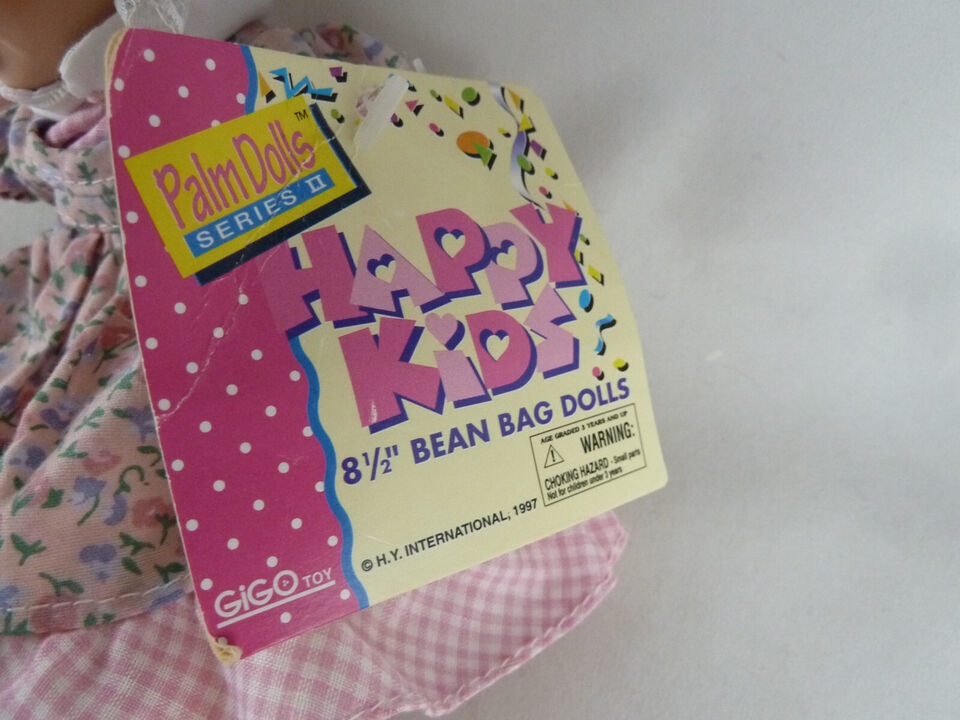 Palm Dolls™
SERIES II
HAPPY
KiDS
8½" BEAN BAG DOLLS
AGE GRADED 3 YEARS AND UP
WARNING:
CHOKING HAZARD - Small parts
Not for children under 3 years
© H.Y. INTERNATIONAL, 1997
GiGO TOY